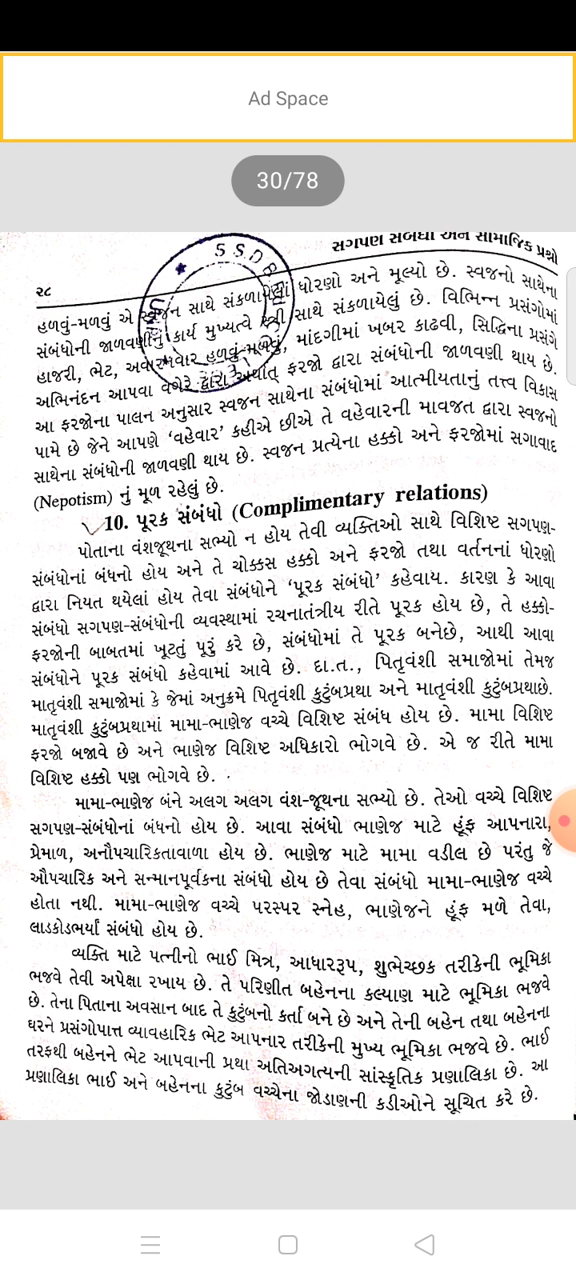 Ad Space
30/78
સગપણ સંબંધો અને સામાજિક પ્રશ્નો
૨૮
S S D B
હળવું-મળવું એ સ્વજન સાથે સંકળાયેલાં ધોરણો અને મૂલ્યો છે. સ્વજનો સાથેના
સંબંધોની જાળવણીનું કાર્ય મુખ્યત્વે સ્ત્રી સાથે સંકળાયેલું છે. વિભિન્ન પ્રસંગોમાં
હાજરી, ભેટ, અવારનવાર હળવું-મળવું, માંદગીમાં ખબર કાઢવી, સિદ્ધિના પ્રસંગે
અભિનંદન આપવા વગેરે દ્વારા અર્થાત્ ફરજો દ્વારા સંબંધોની જાળવણી થાય છે.
આ ફરજોના પાલન અનુસાર સ્વજન સાથેના સંબંધોમાં આત્મીયતાનું તત્ત્વ વિકાસ
પામે છે જેને આપણે ‘વહેવાર’ કહીએ છીએ તે વહેવારની માવજત દ્વારા સ્વજનો
સાથેના સંબંધોની જાળવણી થાય છે. સ્વજન પ્રત્યેના હક્કો અને ફરજોમાં સગાવાદ
(Nepotism) નું મૂળ રહેલું છે.
10. પૂરક સંબંધો (Complimentary relations)
પોતાના વંશજૂથના સભ્યો ન હોય તેવી વ્યક્તિઓ સાથે વિશિષ્ટ સગપણ-
સંબંધોનાં બંધનો હોય અને તે ચોક્કસ હક્કો અને ફરજો તથા વર્તનનાં ધોરણો
દ્વારા નિયત થયેલાં હોય તેવા સંબંધોને ‘પૂરક સંબંધો’ કહેવાય. કારણ કે આવા
સંબંધો સગપણ-સંબંધોની વ્યવસ્થામાં રચનાતંત્રીય રીતે પૂરક હોય છે, તે હક્કો-
ફરજોની બાબતમાં ખૂટતું પૂરું કરે છે, સંબંધોમાં તે પૂરક બનેછે, આથી આવા
સંબંધોને પૂરક સંબંધો કહેવામાં આવે છે. દા.ત., પિતૃવંશી સમાજોમાં તેમજ
માતૃવંશી સમાજોમાં કે જેમાં અનુક્રમે પિતૃવંશી કુટુંબપ્રથા અને માતૃવંશી કુટુંબપ્રથાછે.
માતૃવંશી કુટુંબપ્રથામાં મામા-ભાણેજ વચ્ચે વિશિષ્ટ સંબંધ હોય છે. મામા વિશિષ્ટ
ફરજો બજાવે છે અને ભાણેજ વિશિષ્ટ અધિકારો ભોગવે છે. એ જ રીતે મામા
વિશિષ્ટ હક્કો પણ ભોગવે છે.
મામા-ભાણેજ બંને અલગ અલગ વંશ-જૂથના સભ્યો છે. તેઓ વચ્ચે વિશિષ્ટ
સગપણ-સંબંધોનાં બંધનો હોય છે. આવા સંબંધો ભાણેજ માટે હૂંફ આપનારા,
પ્રેમાળ, અનૌપચારિકતાવાળા હોય છે. ભાણેજ માટે મામા વડીલ છે પરંતુ જે
ઔપચારિક અને સન્માનપૂર્વકના સંબંધો હોય છે તેવા સંબંધો મામા-ભાણેજ વચ્ચે
હોતા નથી. મામા-ભાણેજ વચ્ચે પરસ્પર સ્નેહ, ભાણેજને હૂંફ મળે તેવા,
લાડકોડભર્યાં સંબંધો હોય છે.
વ્યક્તિ માટે પત્નીનો ભાઈ મિત્ર, આધારરૂપ, શુભેચ્છક તરીકેની ભૂમિકા
ભજવે તેવી અપેક્ષા રખાય છે. તે પરિણીત બહેનના કલ્યાણ માટે ભૂમિકા ભજવે
છે. તેના પિતાના અવસાન બાદ તે કુટુંબનો કર્તા બને છે અને તેની બહેન તથા બહેનના
ઘરને પ્રસંગોપાત્ત વ્યાવહારિક ભેટ આપનાર તરીકેની મુખ્ય ભૂમિકા ભજવે છે. ભાઈ
તરફથી બહેનને ભેટ આપવાની પ્રથા અતિઅગત્યની સાંસ્કૃતિક પ્રણાલિકા છે. આ
પ્રણાલિકા ભાઈ અને બહેનના કુટુંબ વચ્ચેના જોડાણની કડીઓને સૂચિત કરે છે.